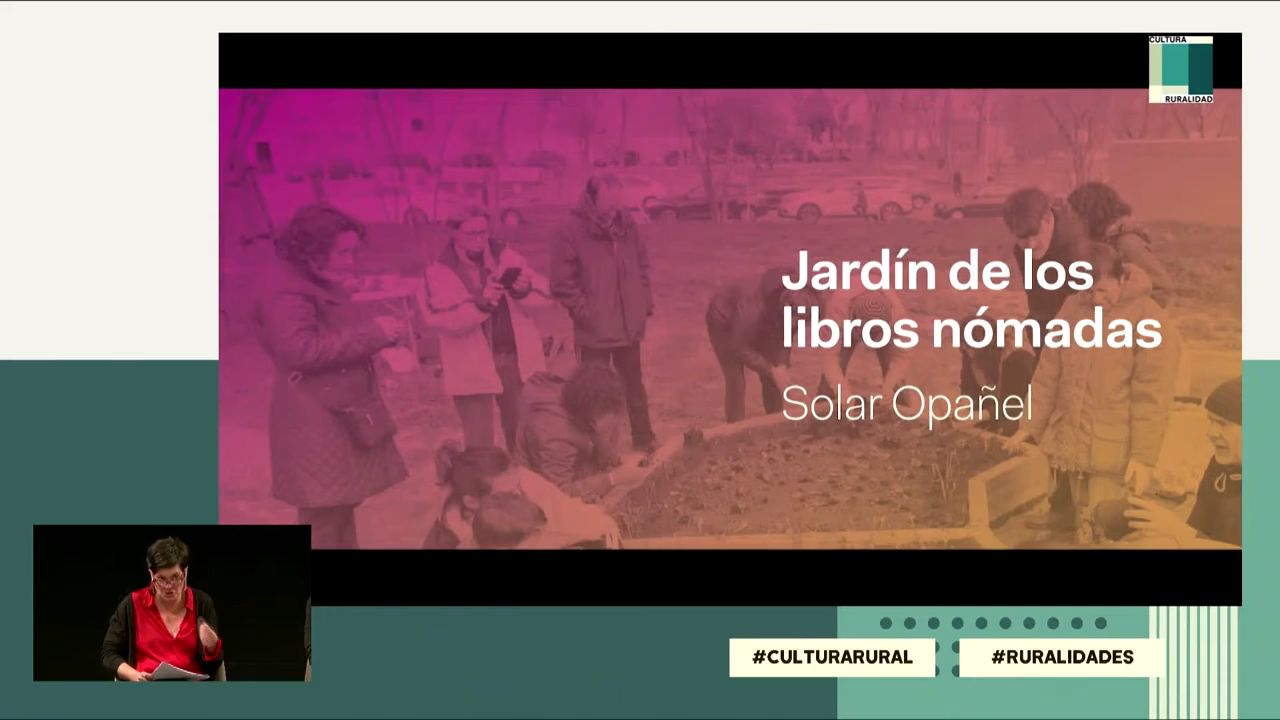 CULTURA
RURALIDAD
Jardín de los
libros nómadas
Solar Opañel
#CULTURARURAL
#RURALIDADES